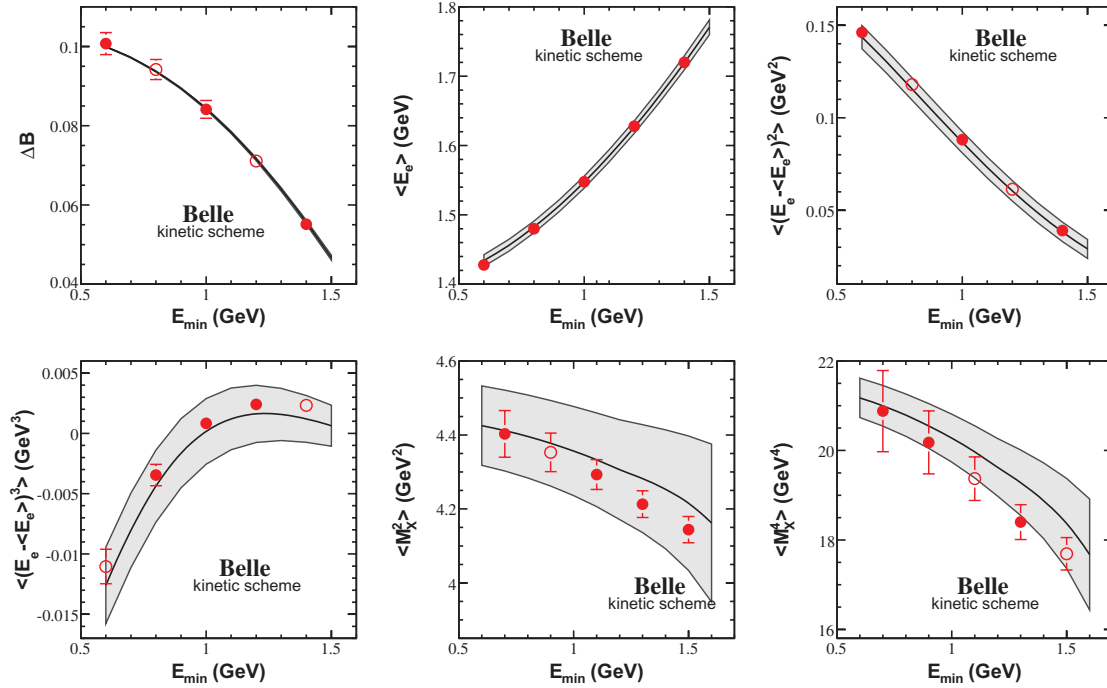 ΔB
0.1
0.08
0.06
0.04
0.5
1
1.5
E_min (GeV)
Belle
kinetic scheme
<E_e> (GeV)
1.8
1.7
1.6
1.5
1.4
0.5
1
1.5
E_min (GeV)
Belle
kinetic scheme
<(E_e-<E_e>)^2> (GeV^2)
0.15
0.1
0.05
0.5
1
1.5
E_min (GeV)
Belle
kinetic scheme
<(E_e-<E_e>)^3> (GeV^3)
0.005
0
-0.005
-0.01
-0.015
0.5
1
1.5
E_min (GeV)
Belle
kinetic scheme
<M_X^2> (GeV^2)
4.6
4.4
4.2
4
0.5
1
1.5
E_min (GeV)
Belle
kinetic scheme
<M_X^4> (GeV^4)
22
20
18
16
0.5
1
1.5
E_min (GeV)
Belle
kinetic scheme